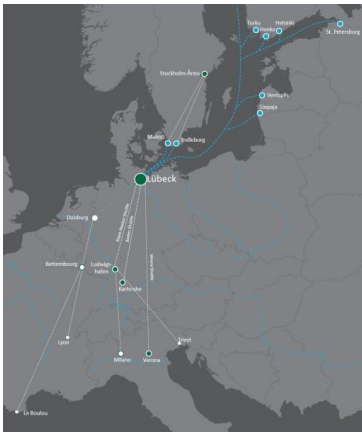 Turku
Helsinki
Hanko
St. Petersburg
Stockholm-Årsta
Ventspils
Liepaja
Malmö
Trelleborg
Lübeck
Duisburg
Bettembourg
Ludwigs-
hafen
Karlsruhe
Lyon
Milano
Verona
Triest
Le Boulou